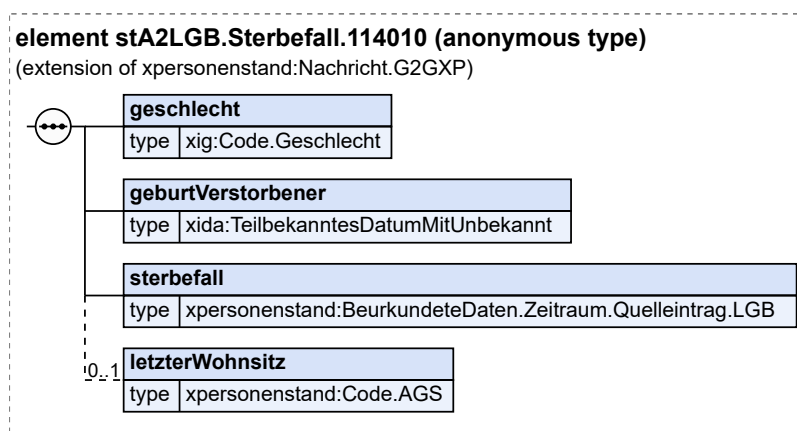 element stA2LGB.Sterbefall.114010 (anonymous type)
(extension of xpersonenstand:Nachricht.G2GXP)
geschlecht
type xig:Code.Geschlecht
geburtVerstorbener
type xida:TeilbekanntesDatumMitUnbekannt
sterbefall
type xpersonenstand:BeurkundeteDaten.Zeitraum.Quelleintrag.LGB
0..1 letzterWohnsitz
type xpersonenstand:Code.AGS